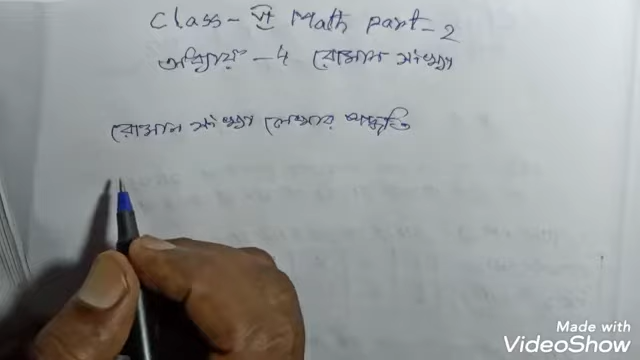 Class - VI Math part - 2
অধ্যায় - 4 রোমান সংখ্যা
রোমান সংখ্যা লেখার পদ্ধতি
Made with
VideoShow